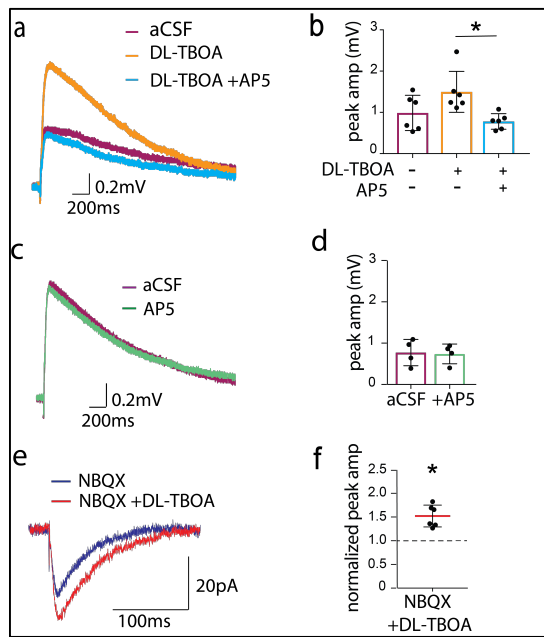 a
aCSF
DL-TBOA
DL-TBOA +AP5
0.2mV
200ms
b
*
peak amp (mV)
3
2
1
0
DL-TBOA - + +
AP5 - - +
c
aCSF
AP5
0.2mV
200ms
d
peak amp (mV)
3
2
1
0
aCSF +AP5
e
NBQX
NBQX +DL-TBOA
20pA
100ms
f
*
normalized peak amp
2.5
2.0
1.5
1.0
0
NBQX
+DL-TBOA